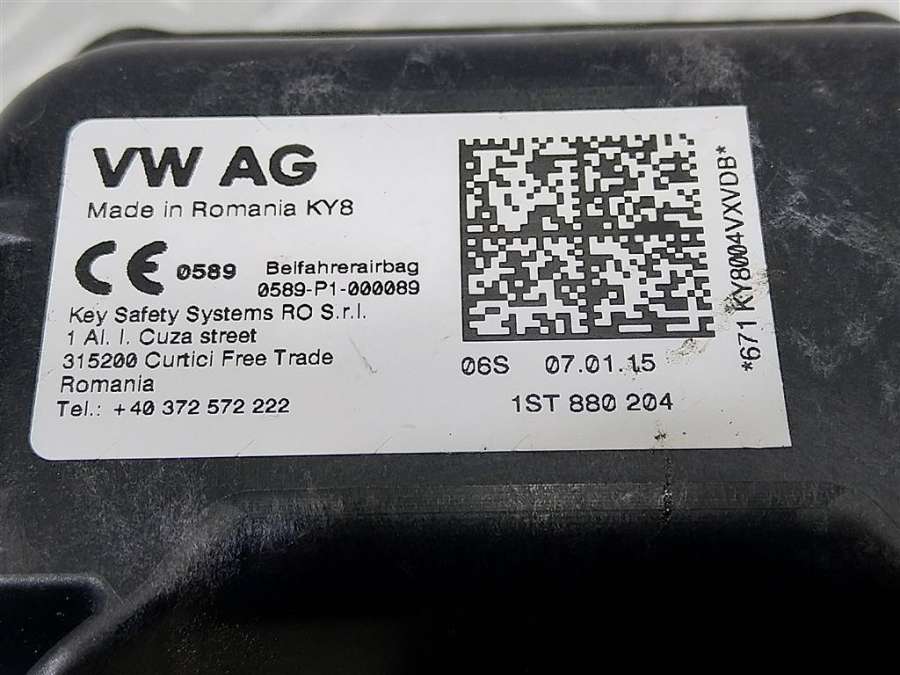 VW AG
Made in Romania KY8
CE 0589 Beifahrerairbag
0589-P1-000089
Key Safety Systems RO S.r.l.
1 Al. I. Cuza street
315200 Curtici Free Trade
Romania
Tel.: +40 372 572 222
06S 07.01.15
1ST 880 204
*671 KY8004VXVDB*